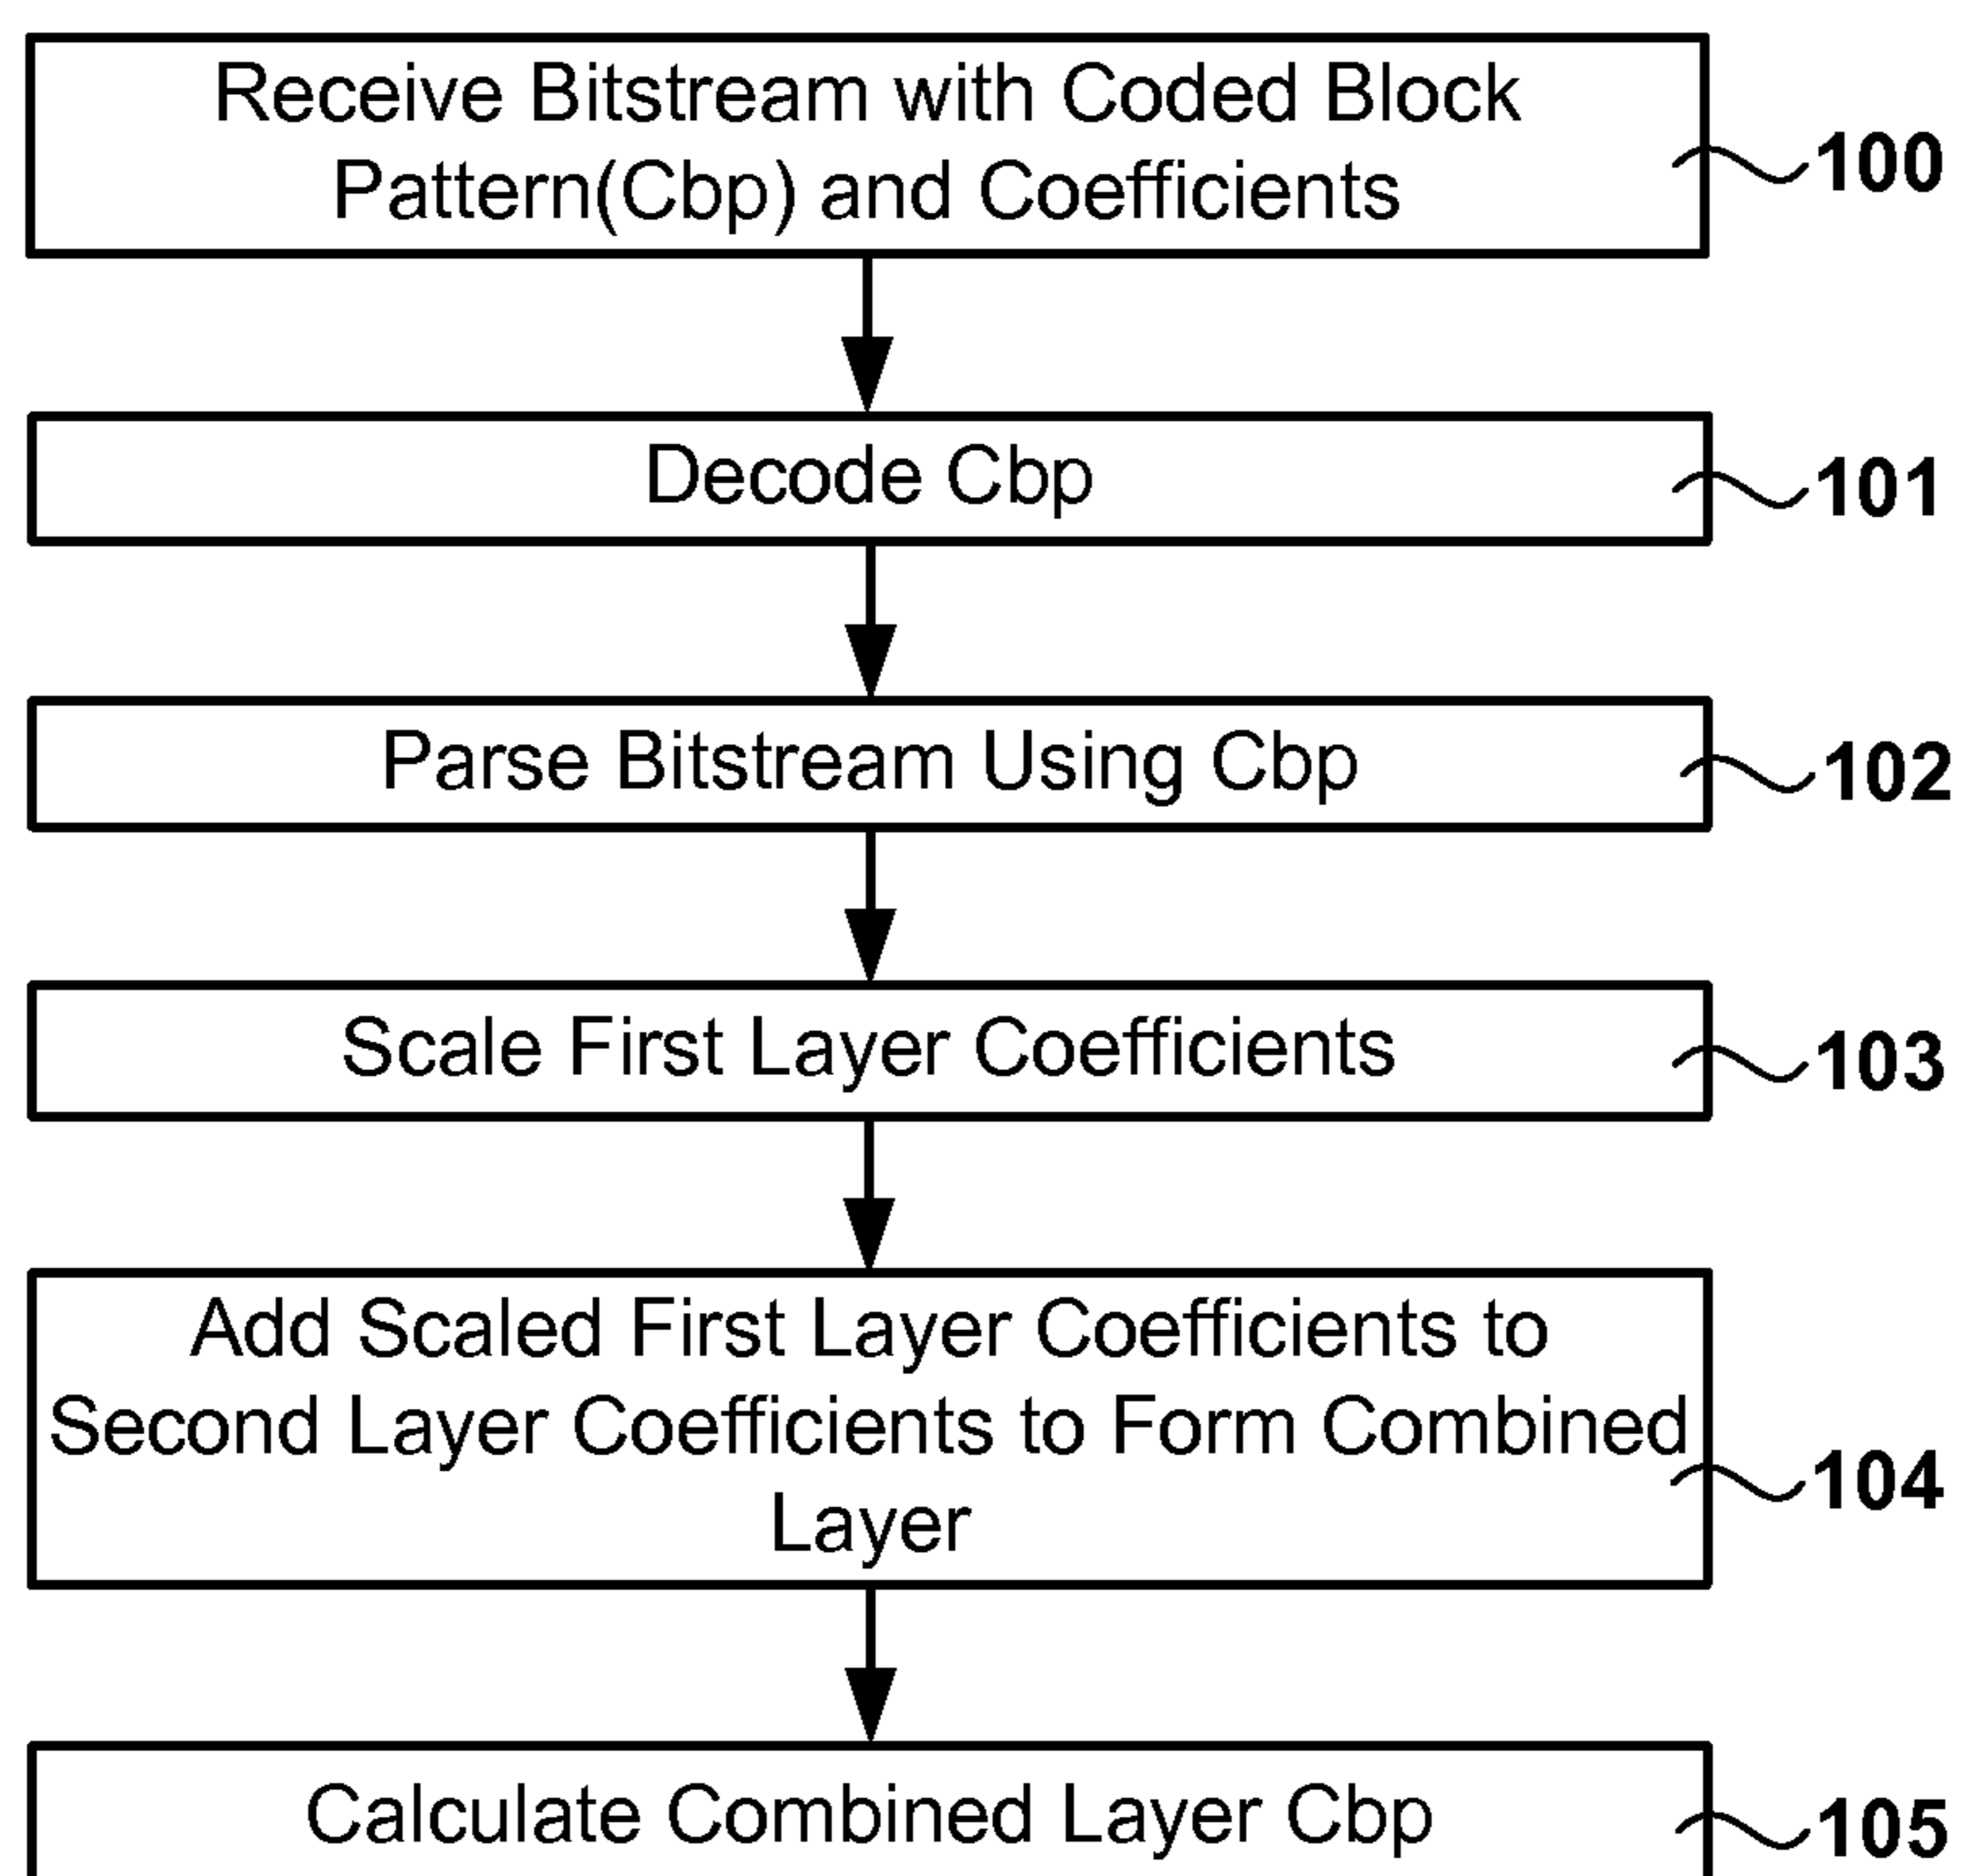 Receive Bitstream with Coded Block
Pattern(Cbp) and Coefficients
100
Decode Cbp
101
Parse Bitstream Using Cbp
102
Scale First Layer Coefficients
103
Add Scaled First Layer Coefficients to
Second Layer Coefficients to Form Combined
Layer
104
Calculate Combined Layer Cbp
105